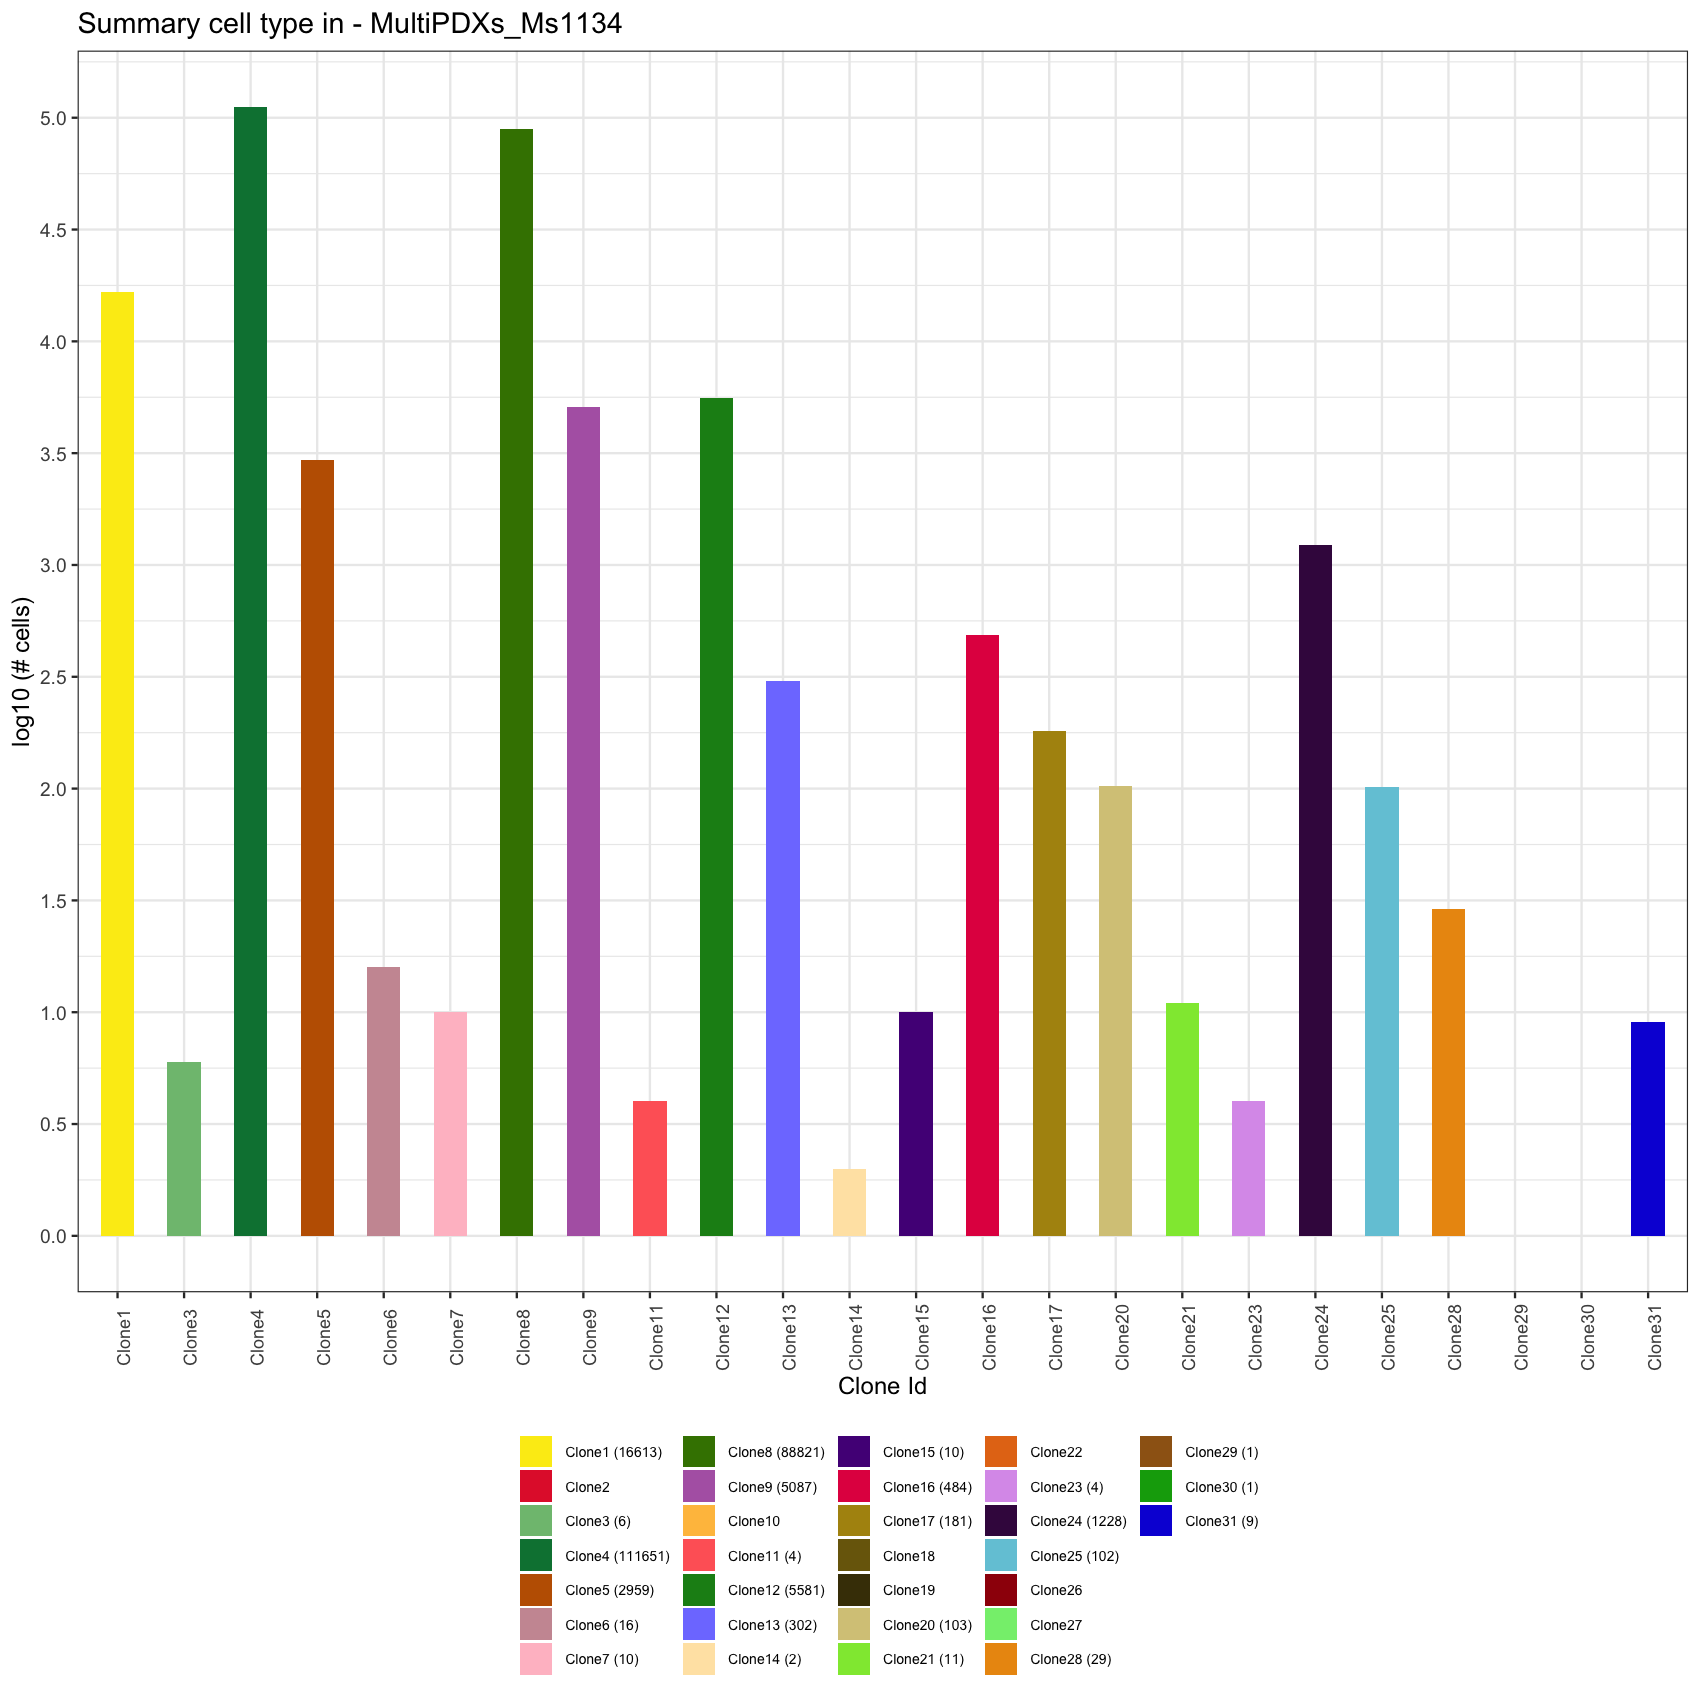 Summary cell type in - MultiPDXs_Ms1134
log10 (# cells)
5.0
4.5
4.0
3.5
3.0
2.5
2.0
1.5
1.0
0.5
0.0
Clone1
Clone3
Clone4
Clone5
Clone6
Clone7
Clone8
Clone9
Clone11
Clone12
Clone13
Clone14
Clone15
Clone16
Clone17
Clone20
Clone21
Clone23
Clone24
Clone25
Clone28
Clone29
Clone30
Clone31
Clone Id
Clone1 (16613)
Clone2
Clone3 (6)
Clone4 (111651)
Clone5 (2959)
Clone6 (16)
Clone7 (10)
Clone8 (88821)
Clone9 (5087)
Clone10
Clone11 (4)
Clone12 (5581)
Clone13 (302)
Clone14 (2)
Clone15 (10)
Clone16 (484)
Clone17 (181)
Clone18
Clone19
Clone20 (103)
Clone21 (11)
Clone22
Clone23 (4)
Clone24 (1228)
Clone25 (102)
Clone26
Clone27
Clone28 (29)
Clone29 (1)
Clone30 (1)
Clone31 (9)